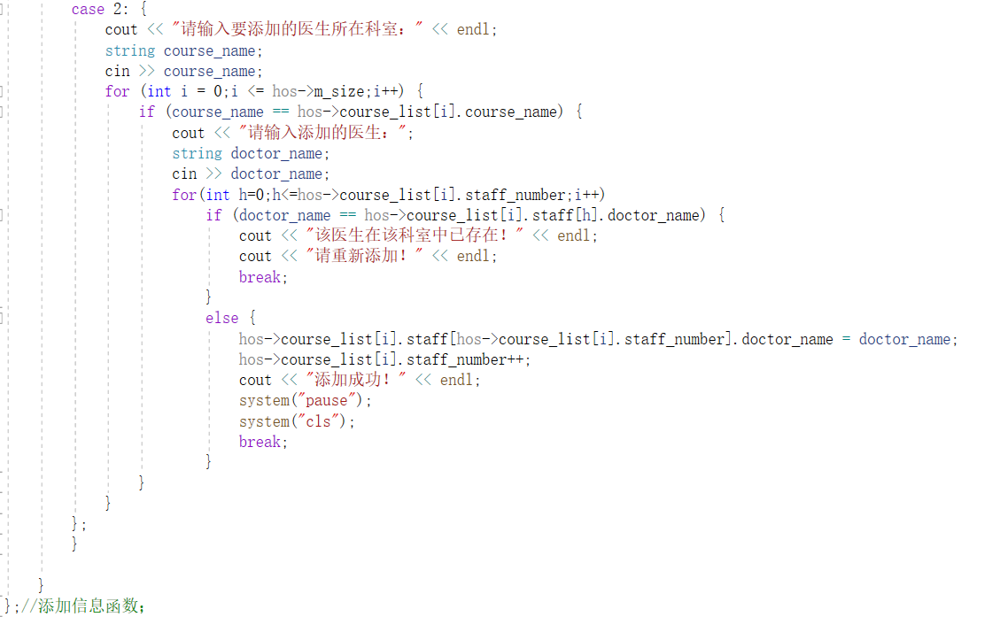 case 2: {
cout << "请输入要添加的医生所在科室：" << endl;
string course_name;
cin >> course_name;
for (int i = 0;i <= hos->m_size;i++) {
if (course_name == hos->course_list[i].course_name) {
cout << "请输入添加的医生：";
string doctor_name;
cin >> doctor_name;
for(int h=0;h<=hos->course_list[i].staff_number;i++)
if (doctor_name == hos->course_list[i].staff[h].doctor_name) {
cout << "该医生在该科室中已存在！" << endl;
cout << "请重新添加！" << endl;
break;
}
else {
hos->course_list[i].staff[hos->course_list[i].staff_number].doctor_name = doctor_name;
hos->course_list[i].staff_number++;
cout << "添加成功！" << endl;
system("pause");
system("cls");
break;
}
}
}
};
}
}
};//添加信息函数；